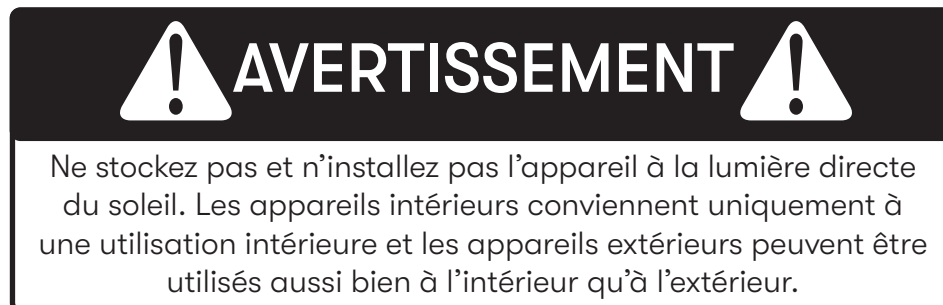 AVERTISSEMENT
Ne stockez pas et n’installez pas l’appareil à la lumière directe
du soleil. Les appareils intérieurs conviennent uniquement à
une utilisation intérieure et les appareils extérieurs peuvent être
utilisés aussi bien à l’intérieur qu’à l’extérieur.